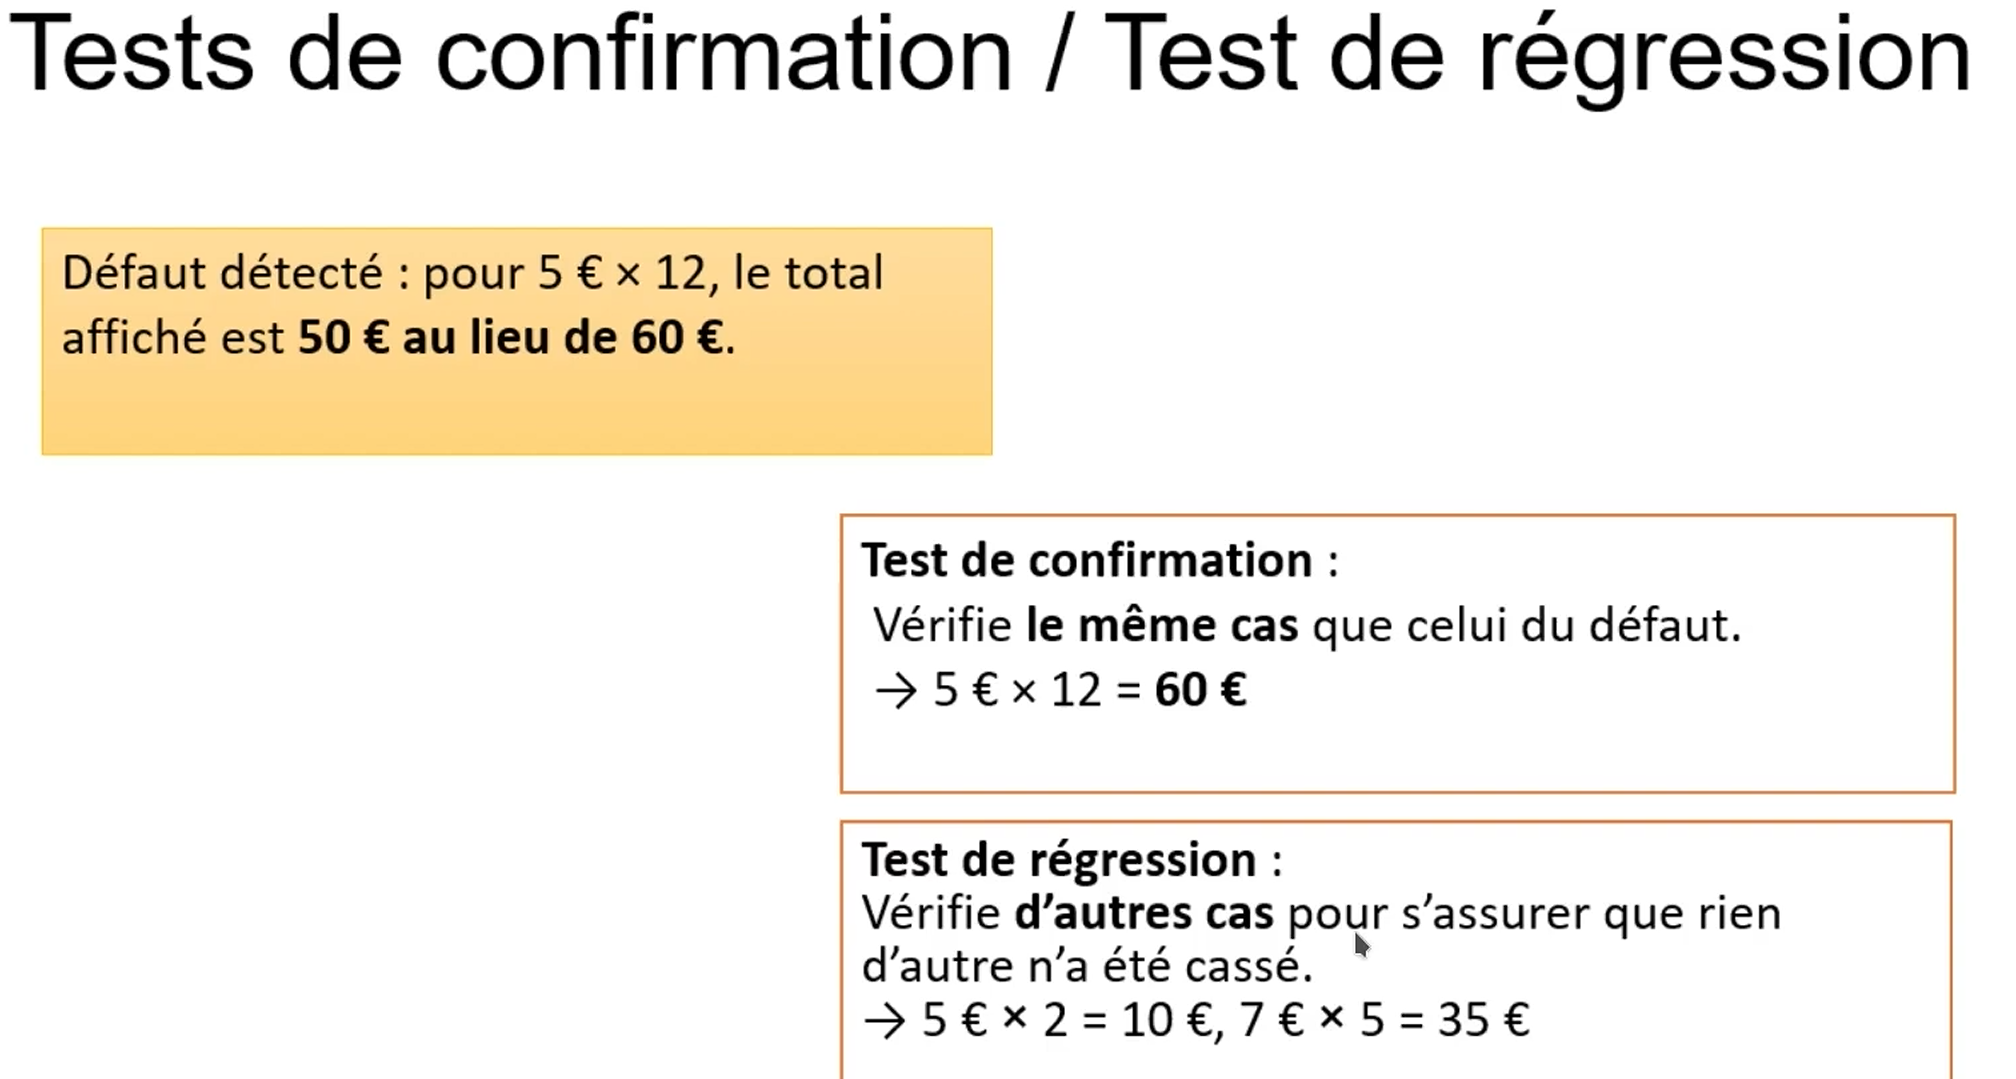 Tests de confirmation / Test de régression
Défaut détecté : pour 5 € × 12, le total
affiché est 50 € au lieu de 60 €.
Test de confirmation :
Vérifie le même cas que celui du défaut.
→ 5 € × 12 = 60 €
Test de régression :
Vérifie d’autres cas pour s’assurer que rien
d’autre n’a été cassé.
→ 5 € × 2 = 10 €, 7 € × 5 = 35 €